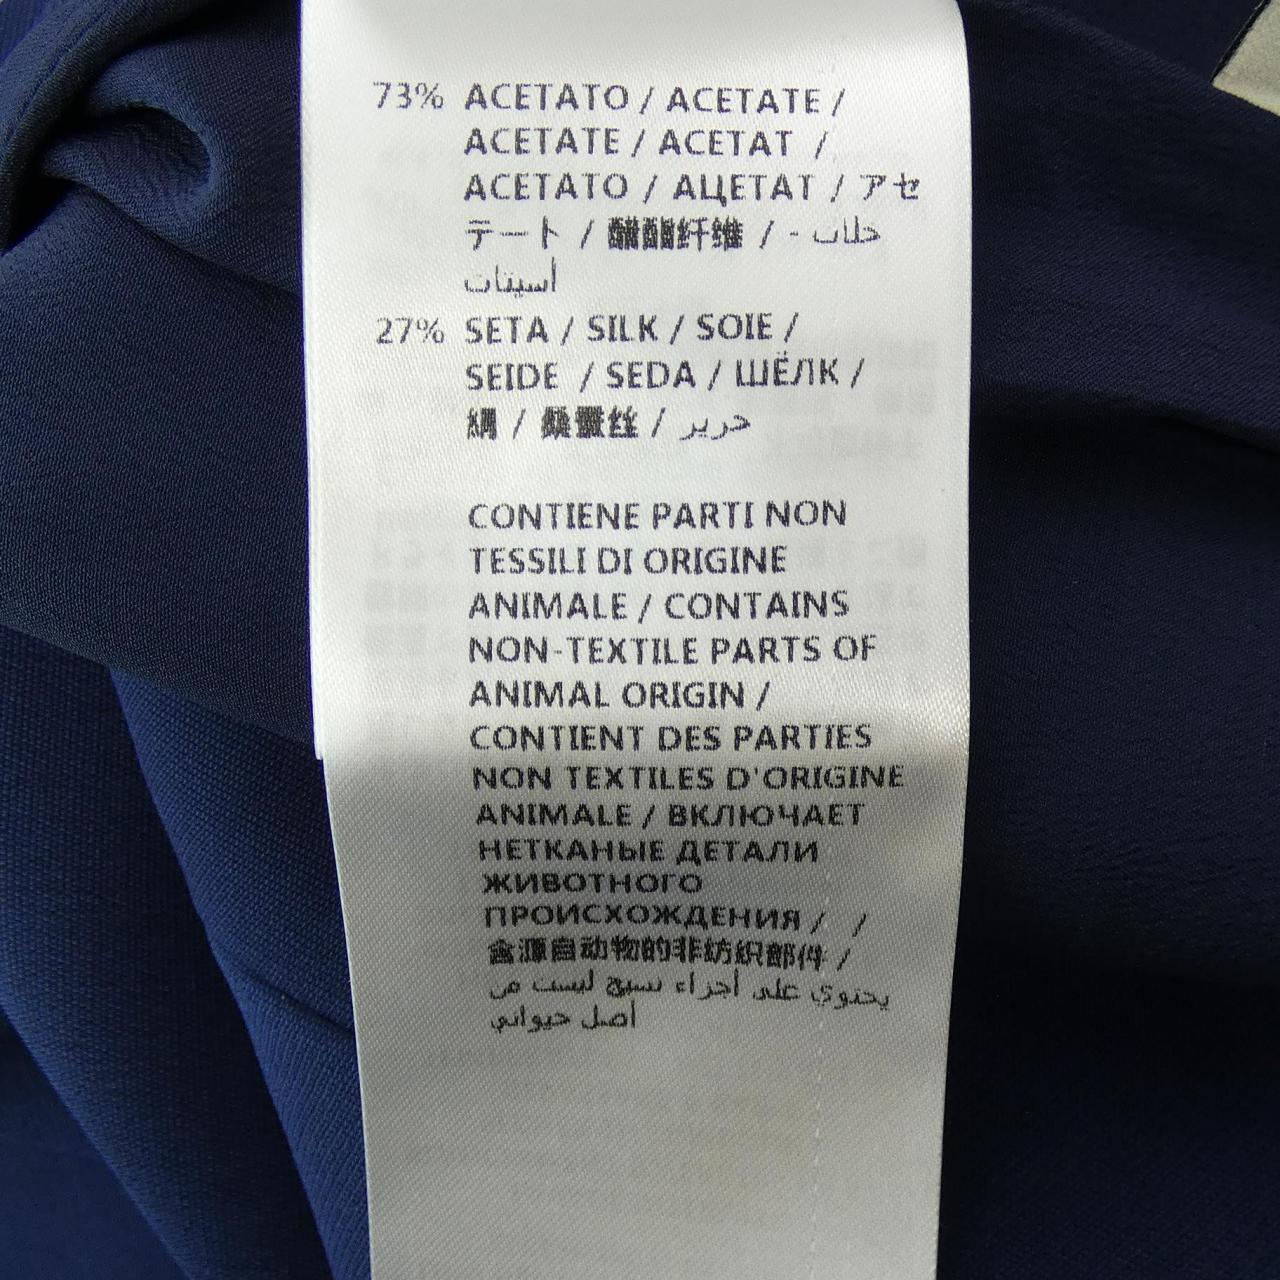 73% ACETATO / ACETATE /
ACETATE / ACETAT /
ACETATO / АЦЕТАТ / アセ
テート / 醋酯纤维 / - خلات
أسيتات
27% SETA / SILK / SOIE /
SEIDE / SEDA / ШЁЛК /
絹 / 桑蠶丝 / حرير
CONTIENE PARTI NON
TESSILI DI ORIGINE
ANIMALE / CONTAINS
NON-TEXTILE PARTS OF
ANIMAL ORIGIN /
CONTIENT DES PARTIES
NON TEXTILES D'ORIGINE
ANIMALE / ВКЛЮЧАЕТ
НЕТКАНЫЕ ДЕТАЛИ
ЖИВОТНОГО
ПРОИСХОЖДЕНИЯ / /
含源自动物的非纺织部件 /
يحتوي على أجزاء نسيج ليست من
أصل حيواني